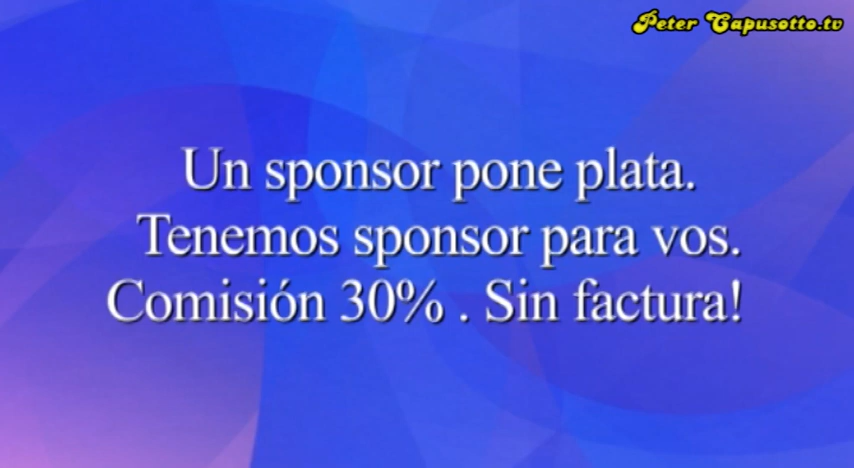 Peter Capusotto.tv
Un sponsor pone plata.
Tenemos sponsor para vos.
Comisión 30% . Sin factura!